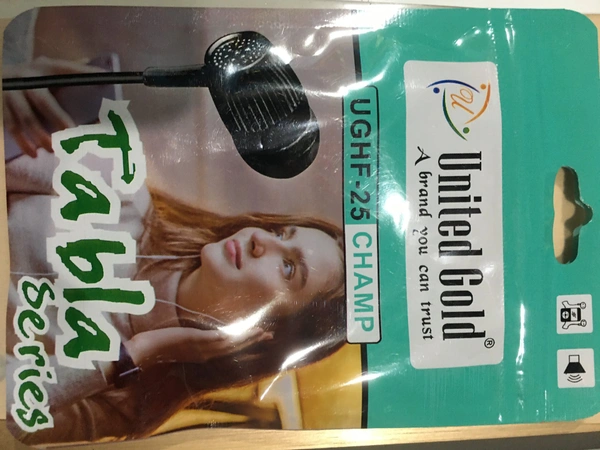 United Gold®
A brand you can trust
UGHF-25 CHAMP
Tabla
Series